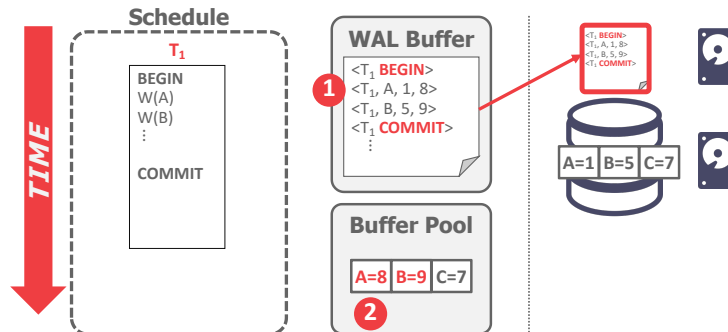 Schedule
TIME
T1
BEGIN
W(A)
W(B)
⋮
COMMIT
WAL Buffer
1
<T1 BEGIN>
<T1, A, 1, 8>
<T1, B, 5, 9>
<T1 COMMIT>
⋮
Buffer Pool
A=8 B=9 C=7
2
<T1 BEGIN>
<T1, A, 1, 8>
<T1, B, 5, 9>
<T1 COMMIT>
A=1 B=5 C=7